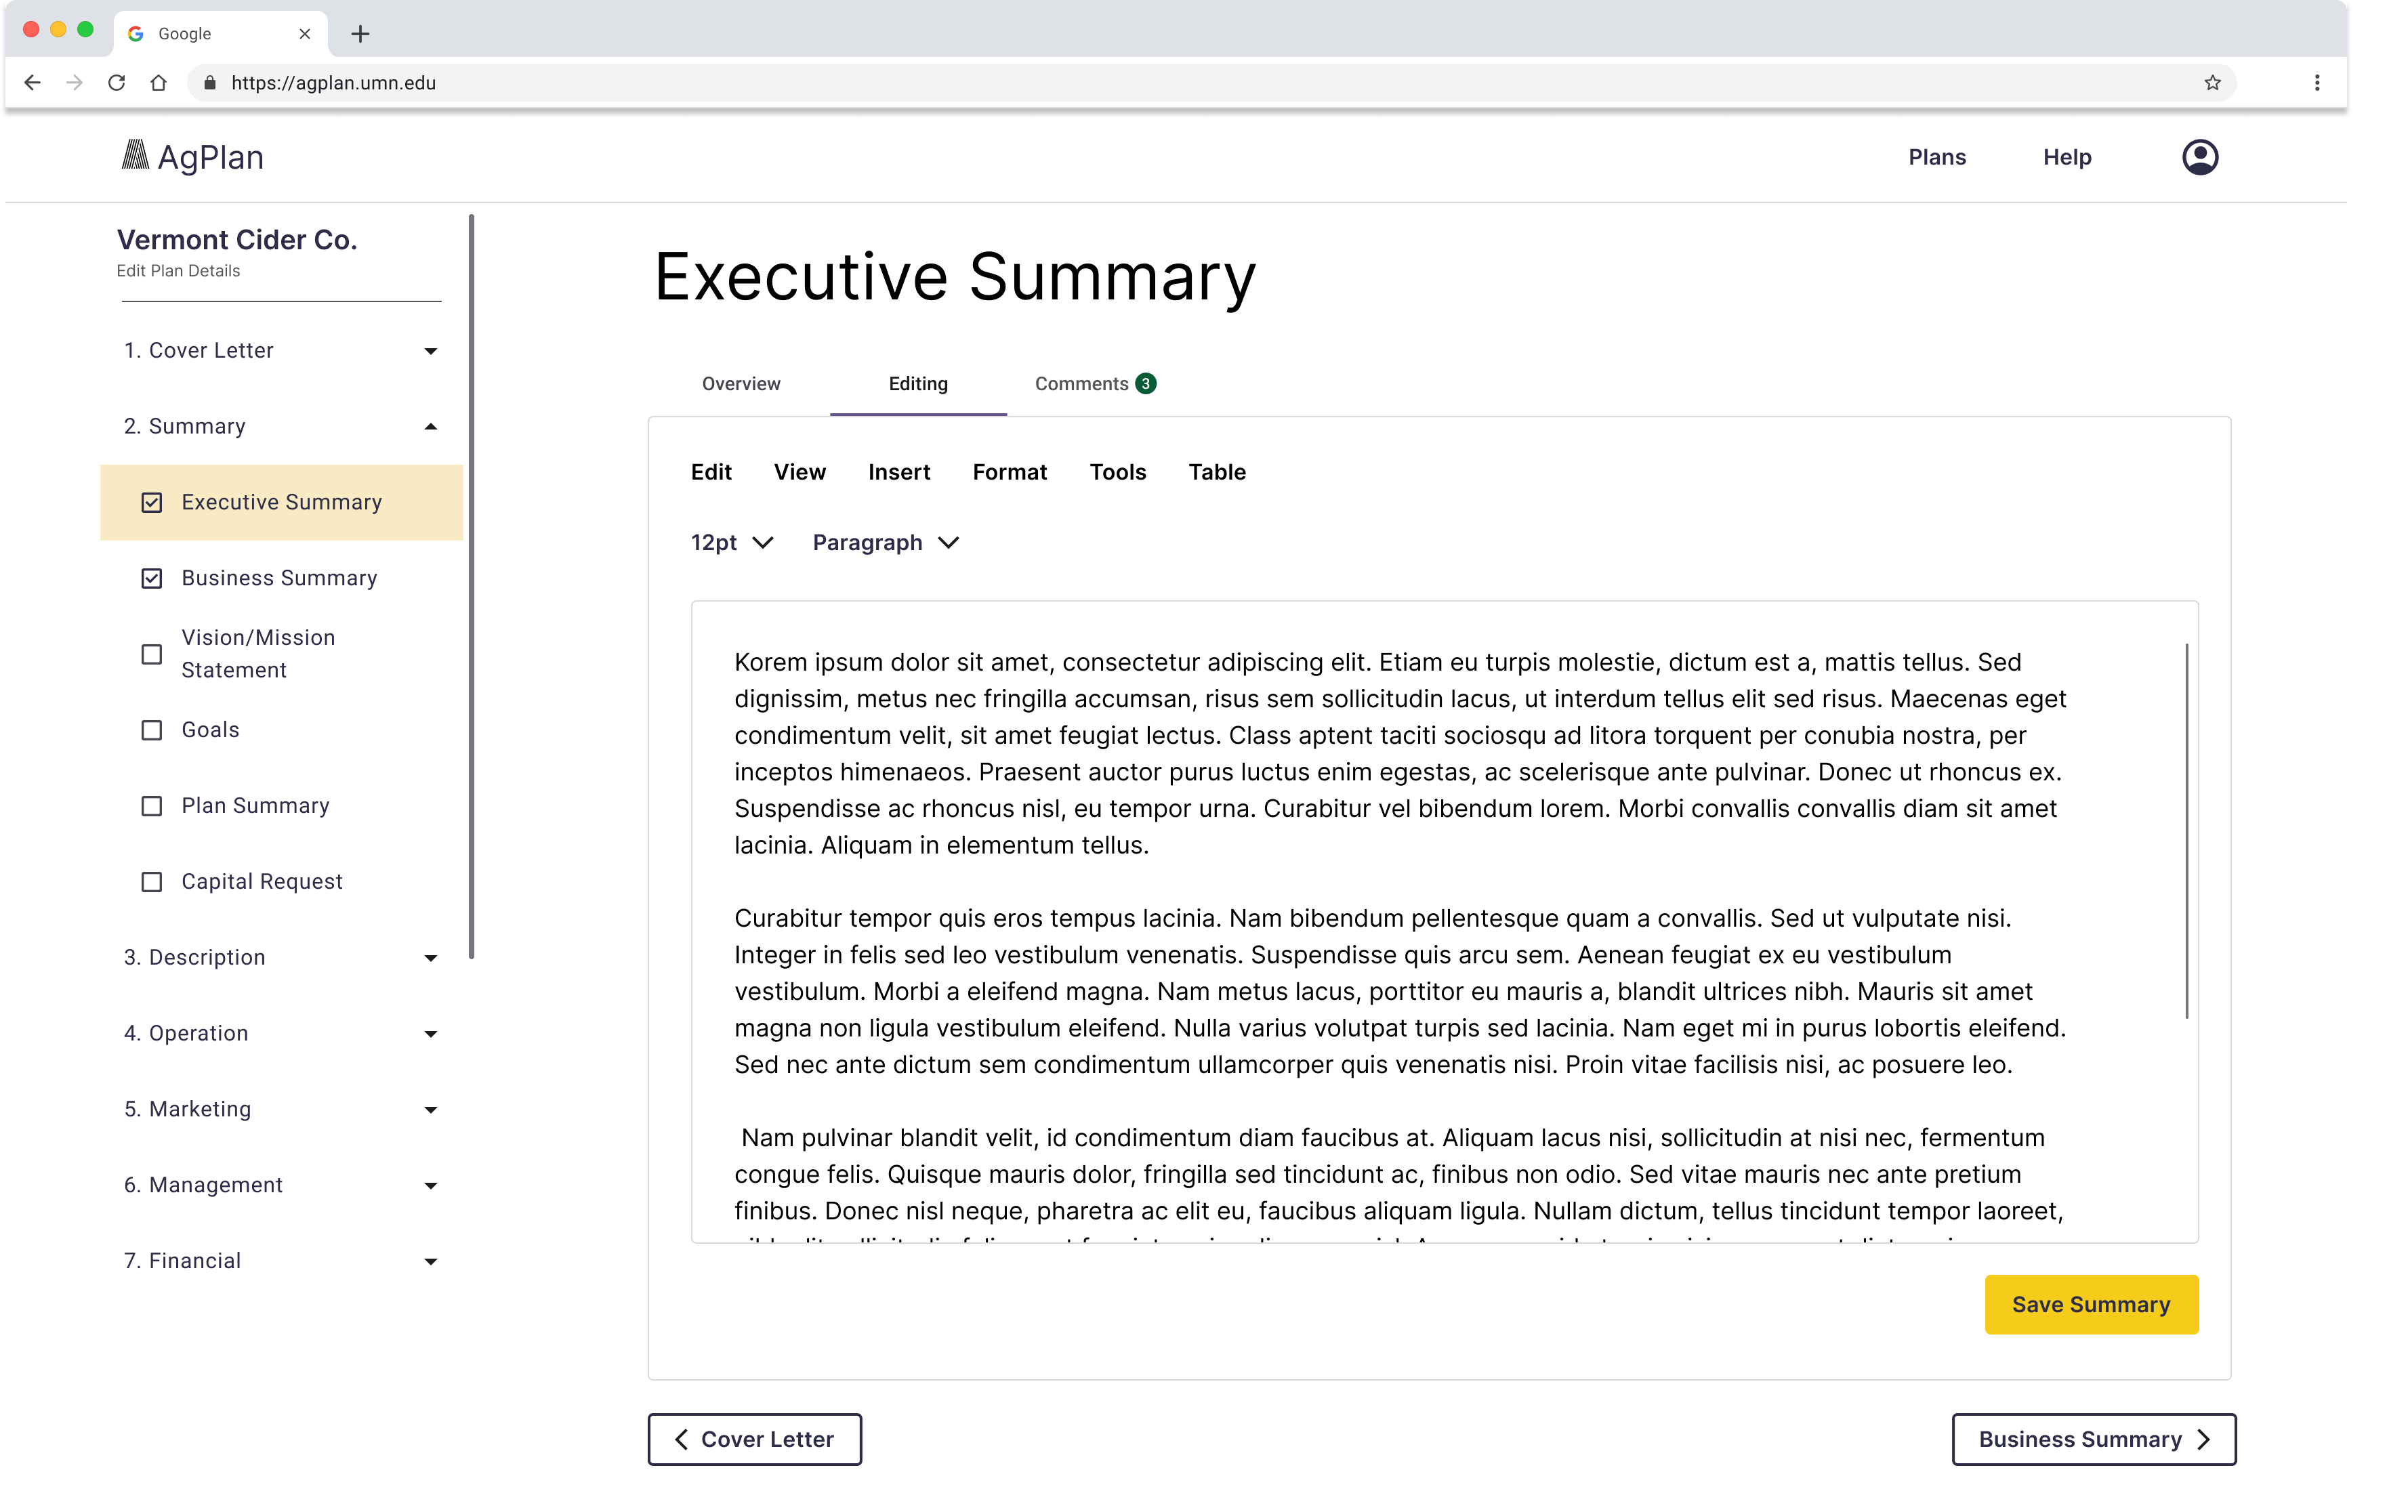 Google
https://agplan.umn.edu
AgPlan
Plans
Help
Vermont Cider Co.
Edit Plan Details
1. Cover Letter
2. Summary
Executive Summary
Business Summary
Vision/Mission
Statement
Goals
Plan Summary
Capital Request
3. Description
4. Operation
5. Marketing
6. Management
7. Financial
Executive Summary
Overview
Editing
Comments 3
Edit
View
Insert
Format
Tools
Table
12pt
Paragraph
Korem ipsum dolor sit amet, consectetur adipiscing elit. Etiam eu turpis molestie, dictum est a, mattis tellus. Sed
dignissim, metus nec fringilla accumsan, risus sem sollicitudin lacus, ut interdum tellus elit sed risus. Maecenas eget
condimentum velit, sit amet feugiat lectus. Class aptent taciti sociosqu ad litora torquent per conubia nostra, per
inceptos himenaeos. Praesent auctor purus luctus enim egestas, ac scelerisque ante pulvinar. Donec ut rhoncus ex.
Suspendisse ac rhoncus nisl, eu tempor urna. Curabitur vel bibendum lorem. Morbi convallis convallis diam sit amet
lacinia. Aliquam in elementum tellus.
Curabitur tempor quis eros tempus lacinia. Nam bibendum pellentesque quam a convallis. Sed ut vulputate nisi.
Integer in felis sed leo vestibulum venenatis. Suspendisse quis arcu sem. Aenean feugiat ex eu vestibulum
vestibulum. Morbi a eleifend magna. Nam metus lacus, porttitor eu mauris a, blandit ultrices nibh. Mauris sit amet
magna non ligula vestibulum eleifend. Nulla varius volutpat turpis sed lacinia. Nam eget mi in purus lobortis eleifend.
Sed nec ante dictum sem condimentum ullamcorper quis venenatis nisi. Proin vitae facilisis nisi, ac posuere leo.
Nam pulvinar blandit velit, id condimentum diam faucibus at. Aliquam lacus nisi, sollicitudin at nisi nec, fermentum
congue felis. Quisque mauris dolor, fringilla sed tincidunt ac, finibus non odio. Sed vitae mauris nec ante pretium
finibus. Donec nisl neque, pharetra ac elit eu, faucibus aliquam ligula. Nullam dictum, tellus tincidunt tempor laoreet,
Save Summary
Cover Letter
Business Summary